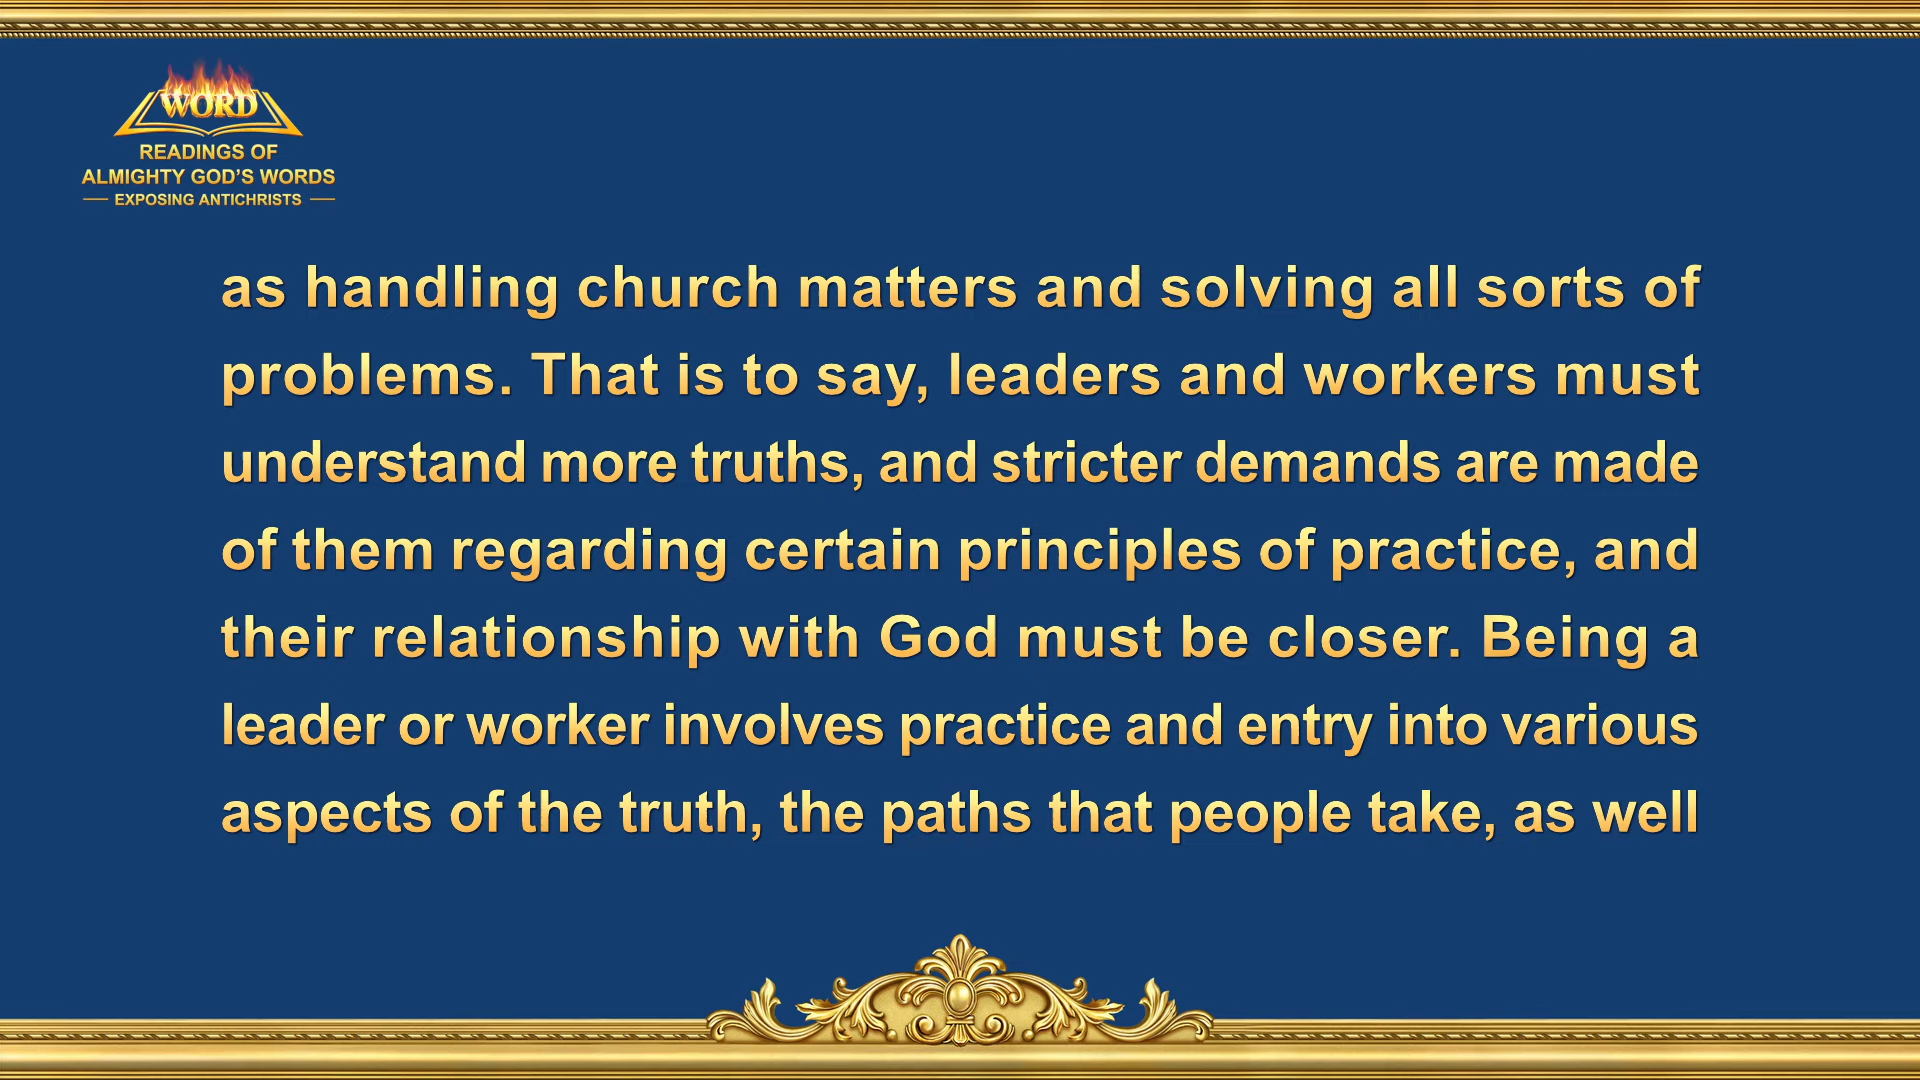 WORD
READINGS OF
ALMIGHTY GOD'S WORDS
EXPOSING ANTICHRISTS
as handling church matters and solving all sorts of
problems. That is to say, leaders and workers must
understand more truths, and stricter demands are made
of them regarding certain principles of practice, and
their relationship with God must be closer. Being a
leader or worker involves practice and entry into various
aspects of the truth, the paths that people take, as well